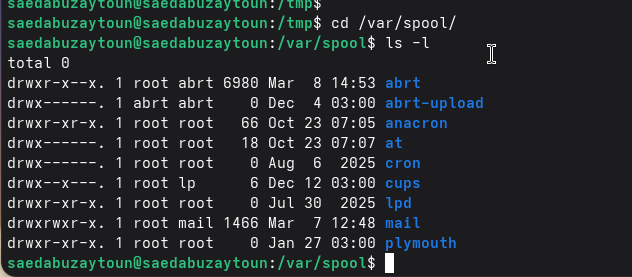 saedabuzaytoun@saedabuzaytoun:/tmp$
saedabuzaytoun@saedabuzaytoun:/tmp$ cd /var/spool/
saedabuzaytoun@saedabuzaytoun:/var/spool$ ls -l
total 0
drwxr-x--x. 1 root abrt 6980 Mar  8 14:53 abrt
drwx------. 1 abrt abrt    0 Dec  4 03:00 abrt-upload
drwxr-xr-x. 1 root root   66 Oct 23 07:05 anacron
drwx------. 1 root root   18 Oct 23 07:07 at
drwxr-xr-x. 1 root root    0 Aug  6  2025 cron
drwx--x---. 1 root lp      6 Dec 12 03:00 cups
drwxr-xr-x. 1 root root    0 Jul 30  2025 lpd
drwxrwxr-x. 1 root mail 1466 Mar  7 12:48 mail
drwxr-xr-x. 1 root root    0 Jan 27 03:00 plymouth
saedabuzaytoun@saedabuzaytoun:/var/spool$